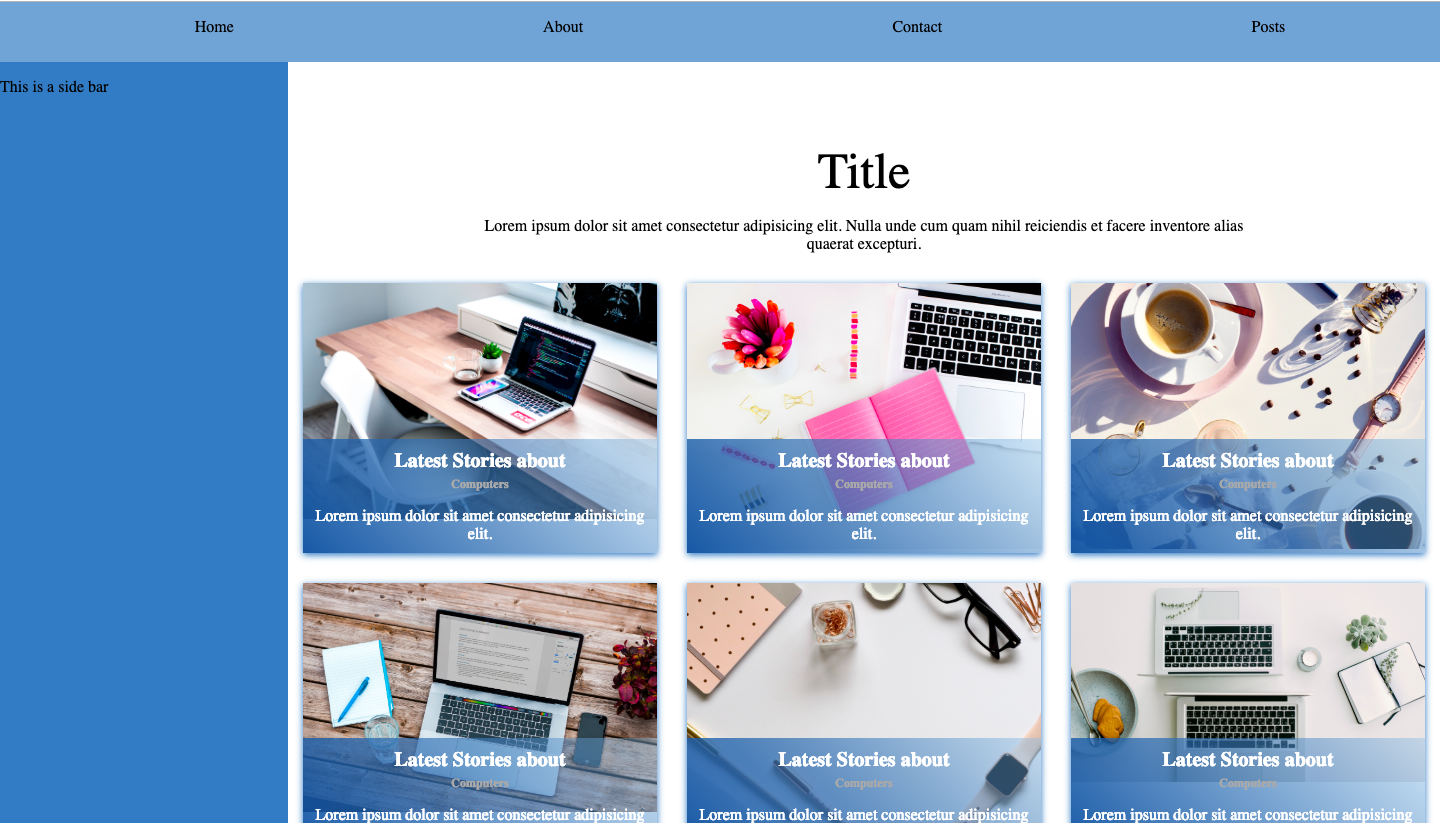 Home About Contact Posts
This is a side bar
Title
Lorem ipsum dolor sit amet consectetur adipisicing elit. Nulla unde cum quam nihil reiciendis et facere inventore alias
quaerat excepturi.
Latest Stories about
Computers
Lorem ipsum dolor sit amet consectetur adipisicing
elit.
Latest Stories about
Computers
Lorem ipsum dolor sit amet consectetur adipisicing
elit.
Latest Stories about
Computers
Lorem ipsum dolor sit amet consectetur adipisicing
elit.
Latest Stories about
Computers
Lorem ipsum dolor sit amet consectetur adipisicing
Latest Stories about
Computers
Lorem ipsum dolor sit amet consectetur adipisicing
Latest Stories about
Computers
Lorem ipsum dolor sit amet consectetur adipisicing